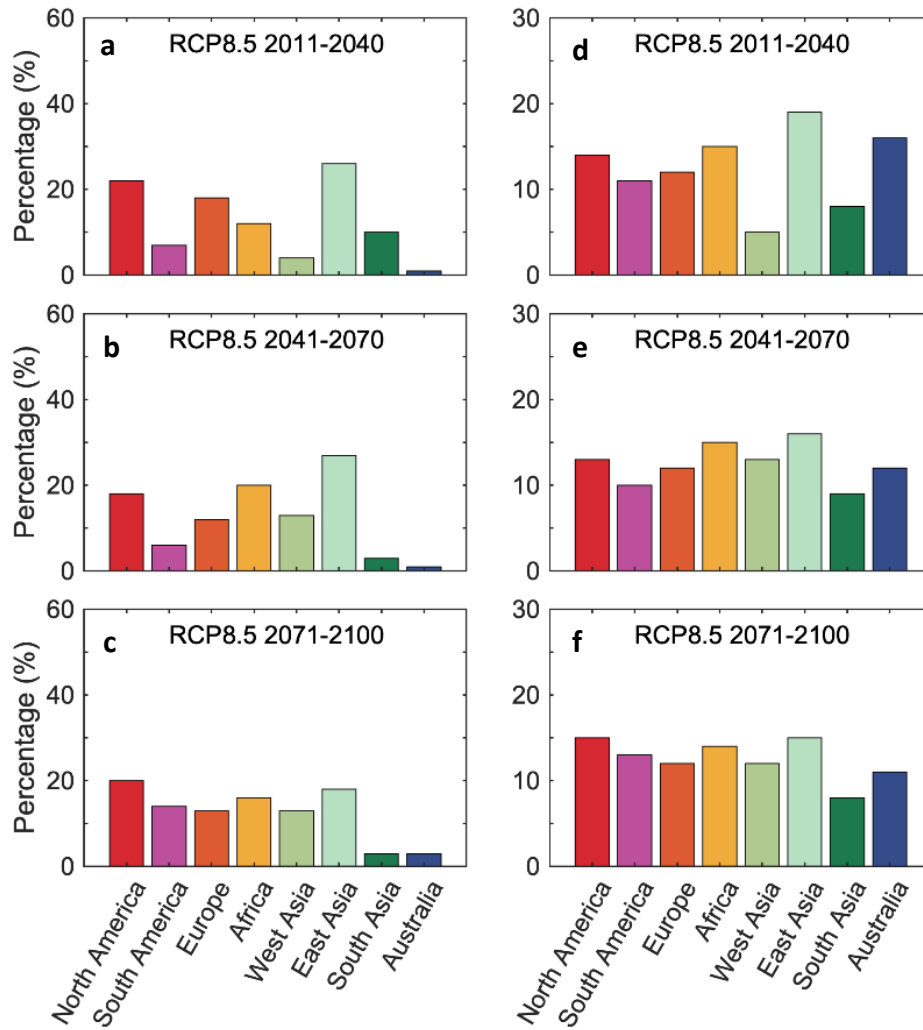 a
RCP8.5 2011-2040
Percentage (%)
60
40
20
0
d
RCP8.5 2011-2040
30
20
10
0
b
RCP8.5 2041-2070
Percentage (%)
60
40
20
0
e
RCP8.5 2041-2070
30
20
10
0
c
RCP8.5 2071-2100
Percentage (%)
60
40
20
0
North America
South America
Europe
Africa
West Asia
East Asia
South Asia
Australia
f
RCP8.5 2071-2100
30
20
10
0
North America
South America
Europe
Africa
West Asia
East Asia
South Asia
Australia